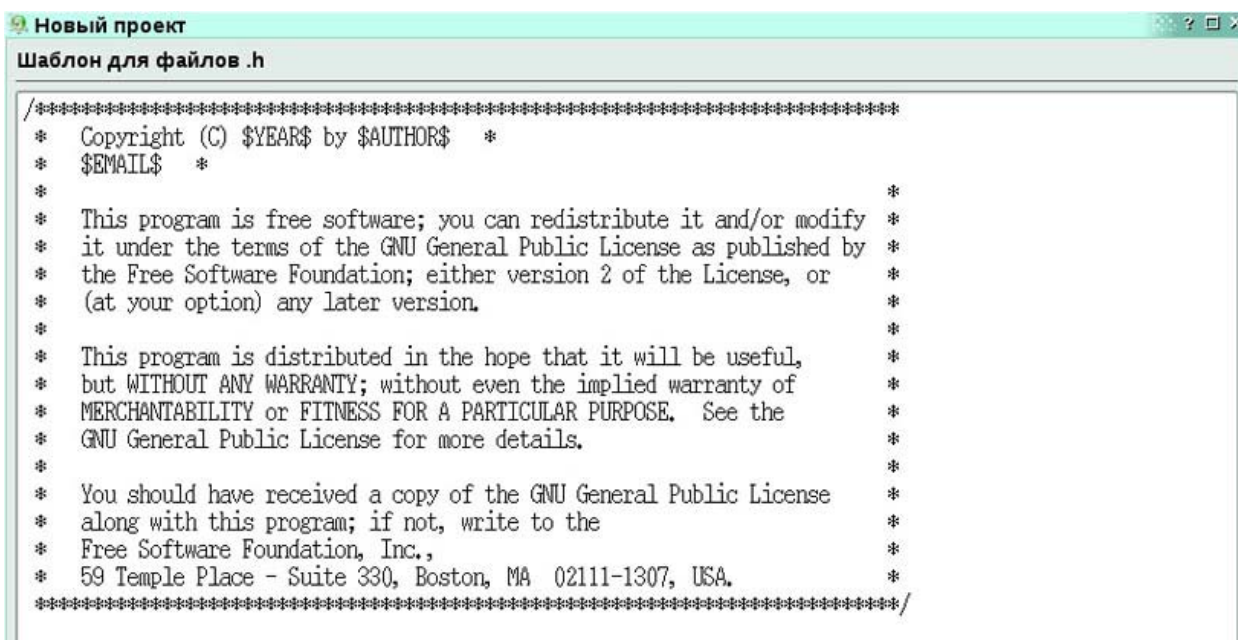 Новый проект
Шаблон для файлов .h
/***************************************************************************
* Copyright (C) $YEAR$ by $AUTHOR$ *
* $EMAIL$ *
* *
* This program is free software; you can redistribute it and/or modify *
* it under the terms of the GNU General Public License as published by *
* the Free Software Foundation; either version 2 of the License, or *
* (at your option) any later version. *
* *
* This program is distributed in the hope that it will be useful, *
* but WITHOUT ANY WARRANTY; without even the implied warranty of *
* MERCHANTABILITY or FITNESS FOR A PARTICULAR PURPOSE. See the *
* GNU General Public License for more details. *
* *
* You should have received a copy of the GNU General Public License *
* along with this program; if not, write to the *
* Free Software Foundation, Inc., *
* 59 Temple Place - Suite 330, Boston, MA 02111-1307, USA. *
***************************************************************************/